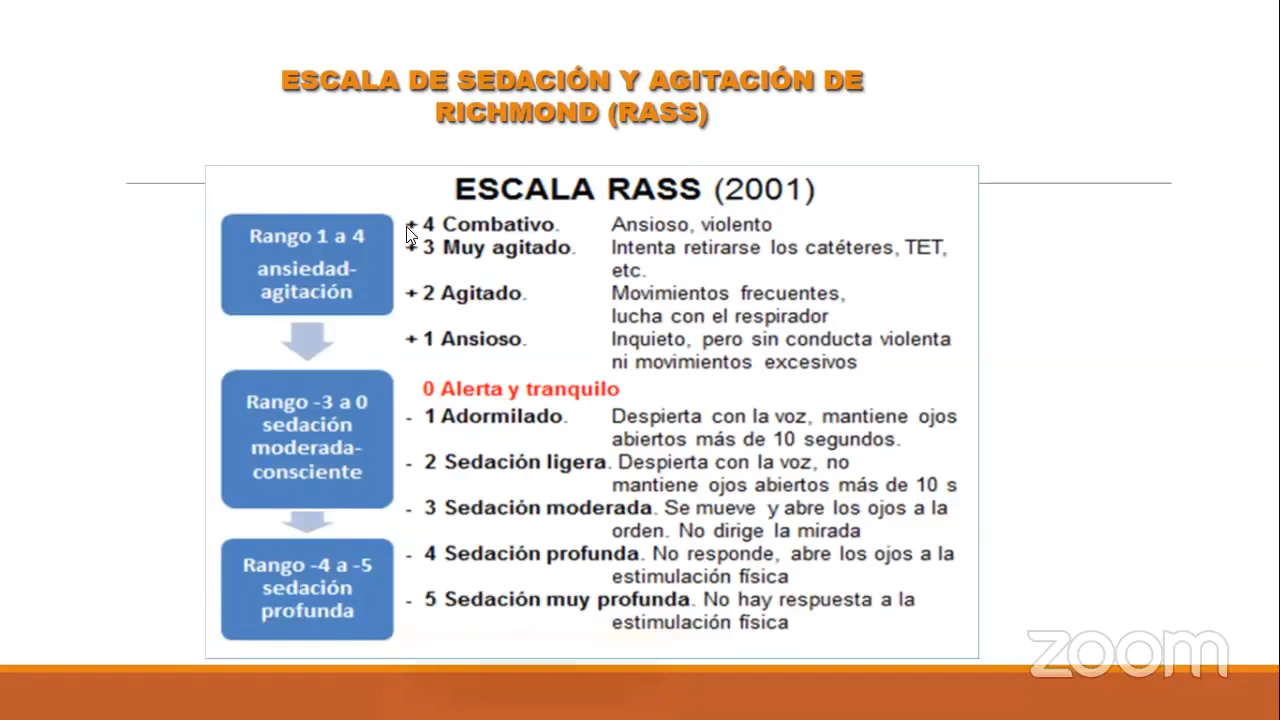 ESCALA DE SEDACIÓN Y AGITACIÓN DE
RICHMOND (RASS)
ESCALA RASS (2001)
Rango 1 a 4
ansiedad-
agitación
+ 4 Combativo. Ansioso, violento
+ 3 Muy agitado. Intenta retirarse los catéteres, TET,
etc.
+ 2 Agitado. Movimientos frecuentes,
lucha con el respirador
+ 1 Ansioso. Inquieto, pero sin conducta violenta
ni movimientos excesivos
0 Alerta y tranquilo
Rango -3 a 0
sedación
moderada-
consciente
- 1 Adormilado. Despierta con la voz, mantiene ojos
abiertos más de 10 segundos.
- 2 Sedación ligera. Despierta con la voz, no
mantiene ojos abiertos más de 10 s
- 3 Sedación moderada. Se mueve y abre los ojos a la
orden. No dirige la mirada
Rango -4 a -5
sedación
profunda
- 4 Sedación profunda. No responde, abre los ojos a la
estimulación física
- 5 Sedación muy profunda. No hay respuesta a la
estimulación física
zoom